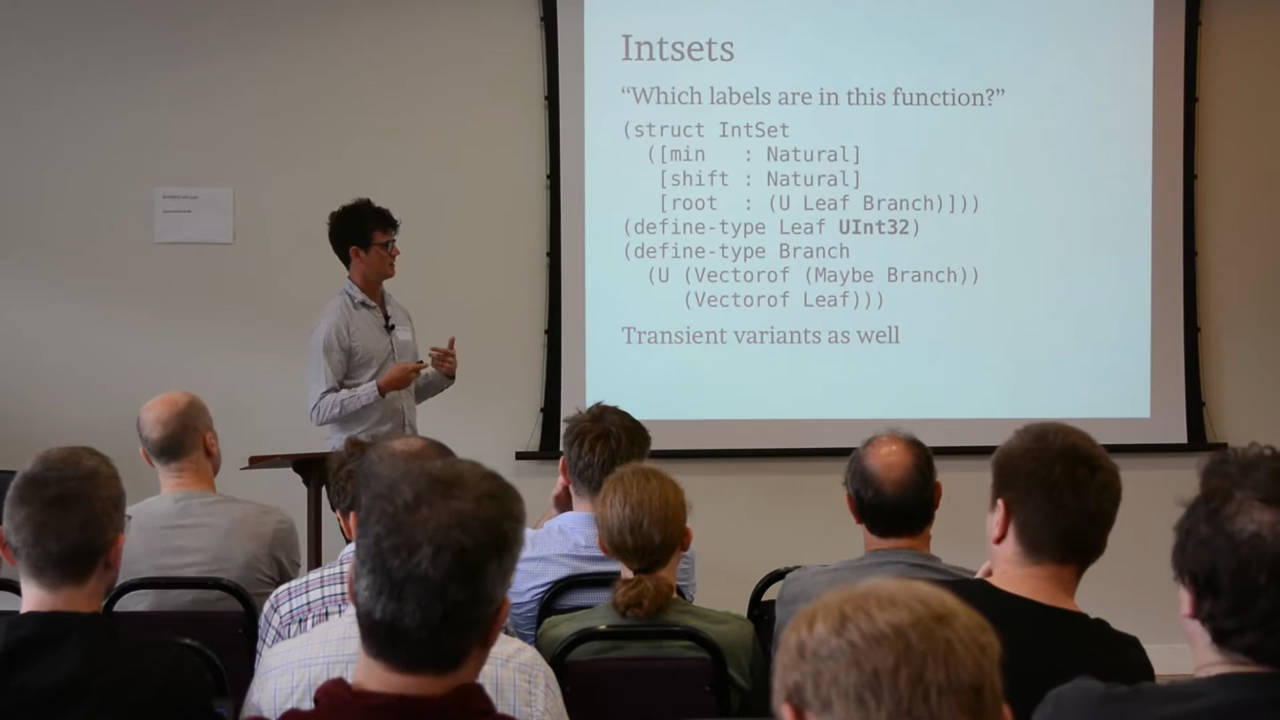 Intsets
“Which labels are in this function?”
(struct IntSet
  ([min   : Natural]
   [shift : Natural]
   [root  : (U Leaf Branch)]))
(define-type Leaf UInt32)
(define-type Branch
  (U (Vectorof (Maybe Branch))
     (Vectorof Leaf)))
Transient variants as well